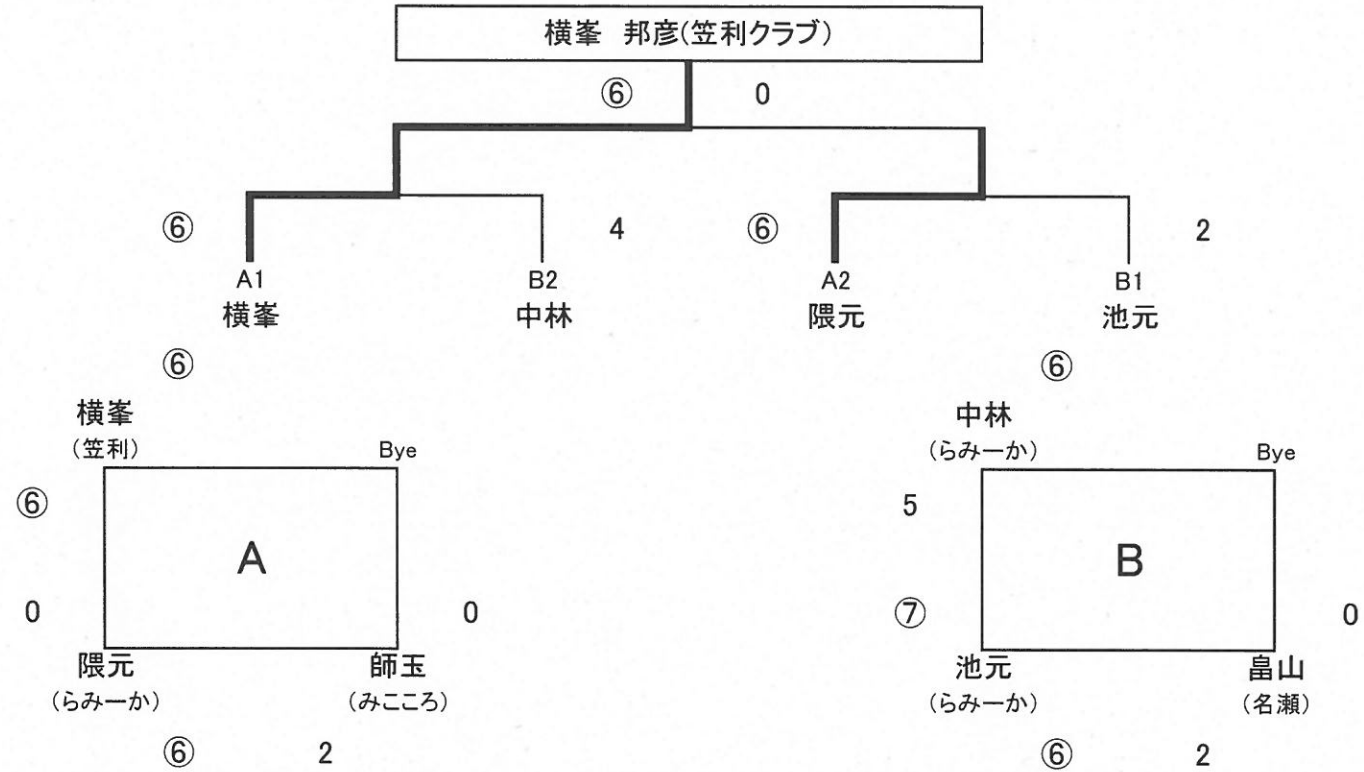 横峯 邦彦(笠利クラブ)
⑥ 0
⑥ 4 ⑥ 2
A1 B2 A2 B1
横峯 中林 隈元 池元
⑥ ⑥
横峯 中林
(笠利) Bye (らみーか) Bye
⑥ 5
A B
0 0 ⑦ 0
隈元 師玉 池元 畠山
(らみーか) (みこころ) (らみーか) (名瀬)
⑥ 2 ⑥ 2